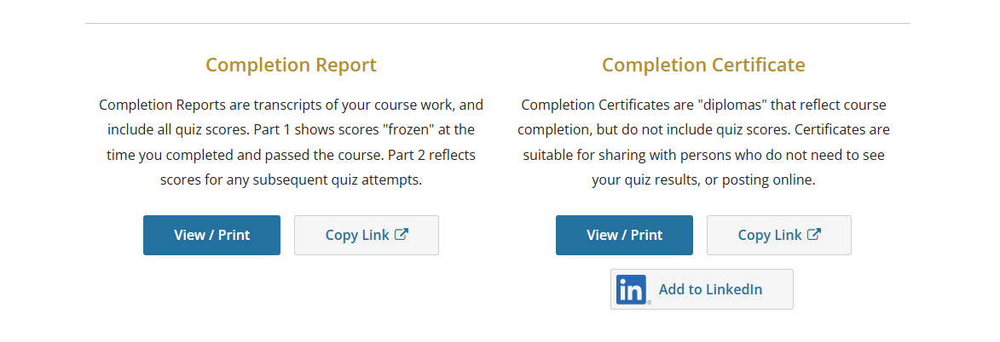 Completion Report
Completion Reports are transcripts of your course work, and
include all quiz scores. Part 1 shows scores "frozen" at the
time you completed and passed the course. Part 2 reflects
scores for any subsequent quiz attempts.
View / Print
Copy Link
Completion Certificate
Completion Certificates are "diplomas" that reflect course
completion, but do not include quiz scores. Certificates are
suitable for sharing with persons who do not need to see
your quiz results, or posting online.
View / Print
Copy Link
in® Add to LinkedIn